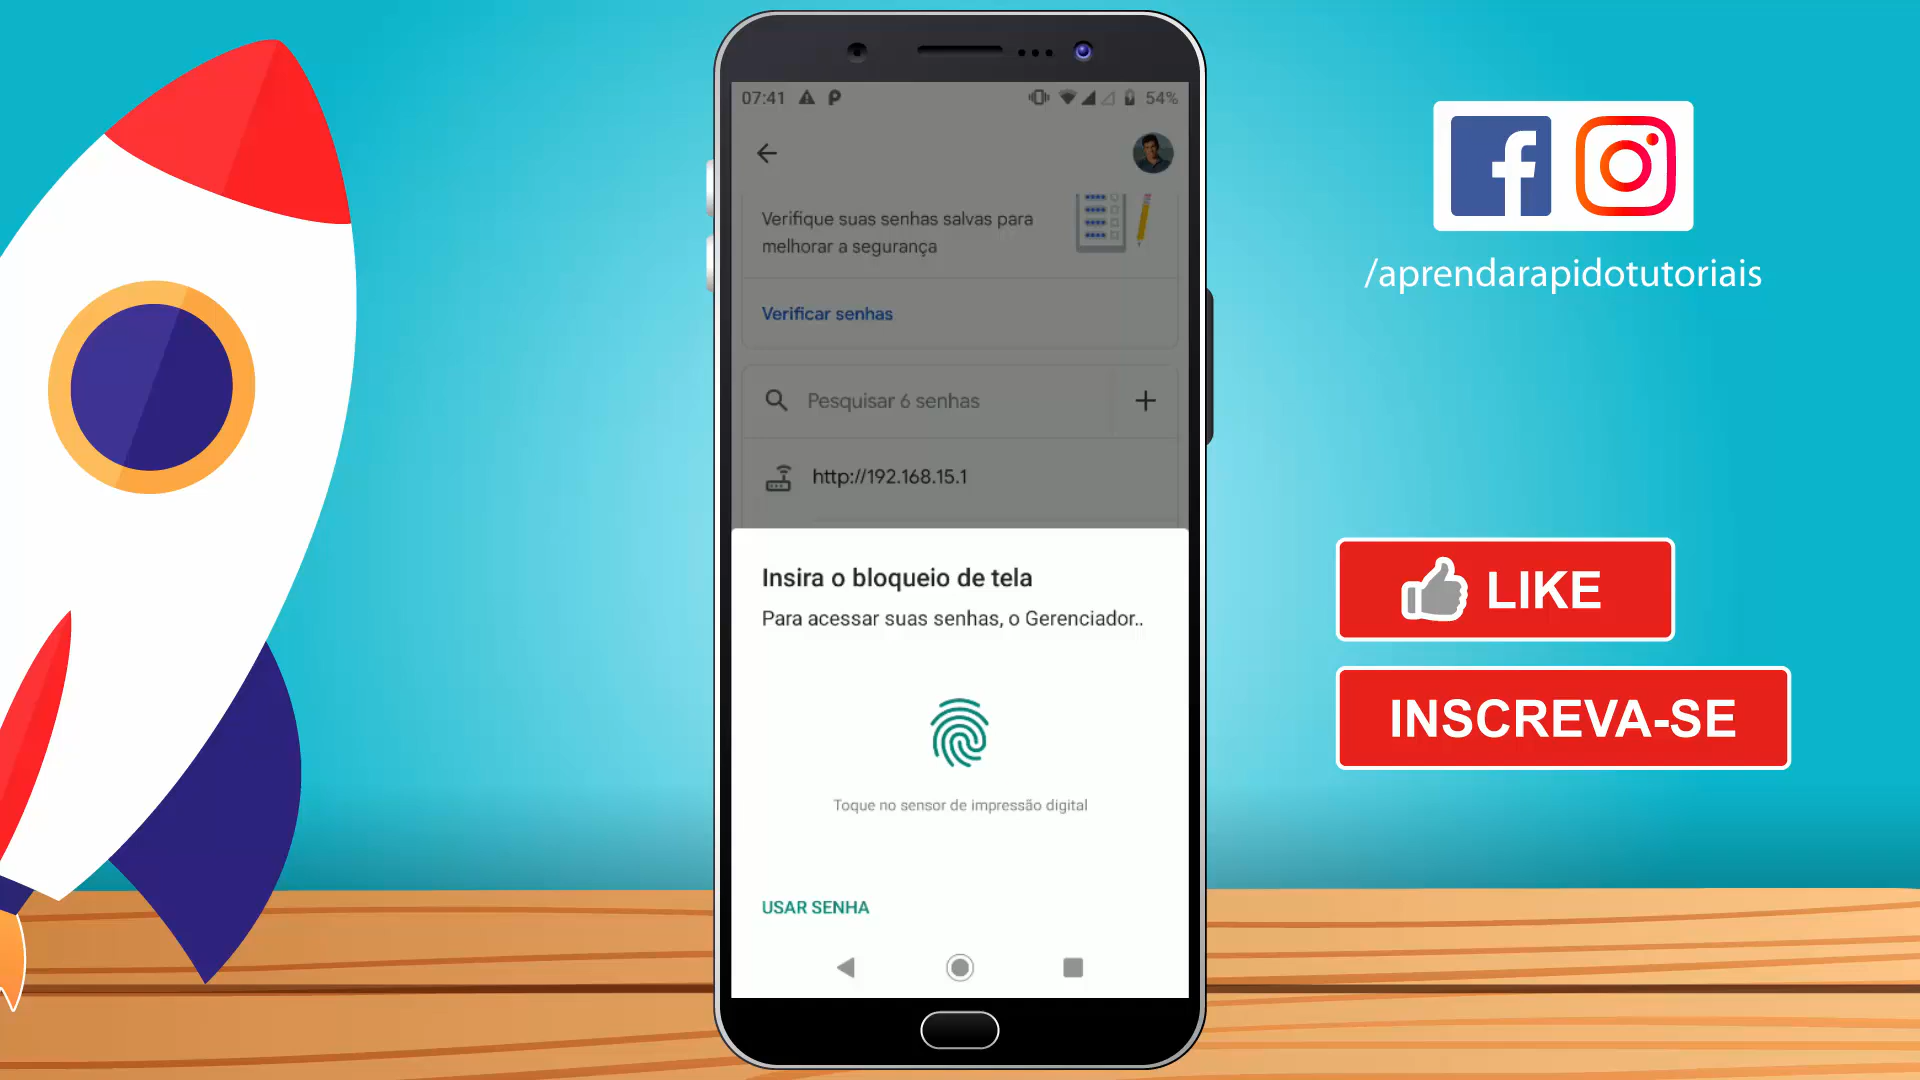 07:41
54%
Verifique suas senhas salvas para
melhorar a segurança
Verificar senhas
Pesquisar 6 senhas
http://192.168.15.1
Insira o bloqueio de tela
Para acessar suas senhas, o Gerenciador..
Toque no sensor de impressão digital
USAR SENHA
/aprendarapidotutoriais
LIKE
INSCREVA-SE